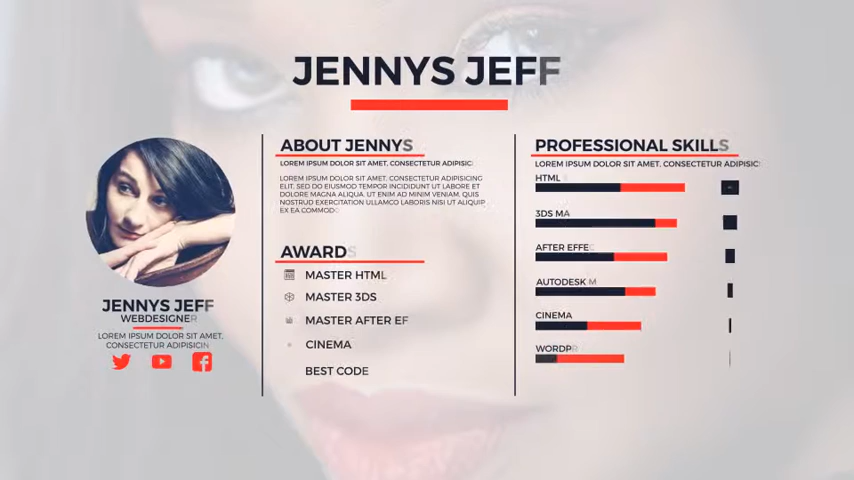 JENNYS JEFF
JENNYS JEFF
WEBDESIGNER
LOREM IPSUM DOLOR SIT AMET.
CONSECTETUR ADIPISICIN
ABOUT JENNYS
LOREM IPSUM DOLOR SIT AMET. CONSECTETUR ADIPISIC
LOREM IPSUM DOLOR SIT AMET, CONSECTETUR ADIPISICING
ELIT. SED DO EIUSMOD TEMPOR INCIDIDUNT UT LABORE ET
DOLORE MAGNA ALIQUA. UT ENIM AD MINIM VENIAM, QUIS
NOSTRUD EXERCITATION ULLAMCO LABORIS NISI UT ALIQUIP
EX EA COMMODO
AWARDS
MASTER HTML
MASTER 3DS
MASTER AFTER EF
CINEMA
BEST CODE
PROFESSIONAL SKILLS
LOREM IPSUM DOLOR SIT AMET. CONSECTETUR ADIPISIC
HTML
3DS MA
AFTER EFFEC
AUTODESK M
CINEMA
WORDPR